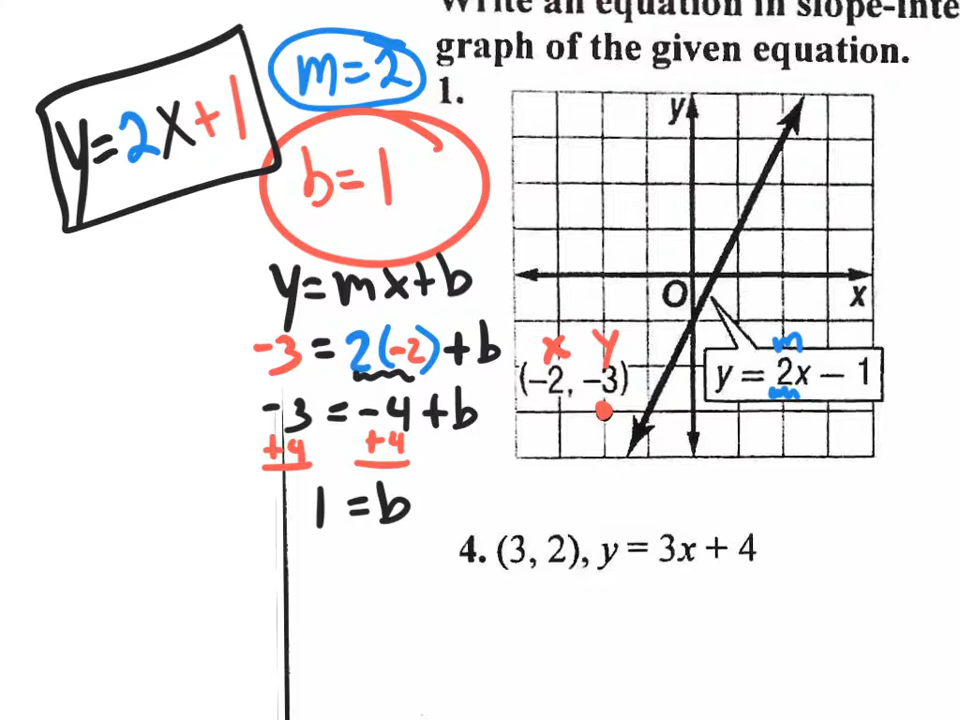 Write an equation in slope-inte
graph of the given equation.
y=2x+1
m=2
1.
b=1
y
O
x
y=mx+b
-3=2(-2)+b
x y
m
(–2, –3)
y = 2x – 1
m
-3=-4+b
+4 +4
1=b
4. (3, 2), y = 3x + 4